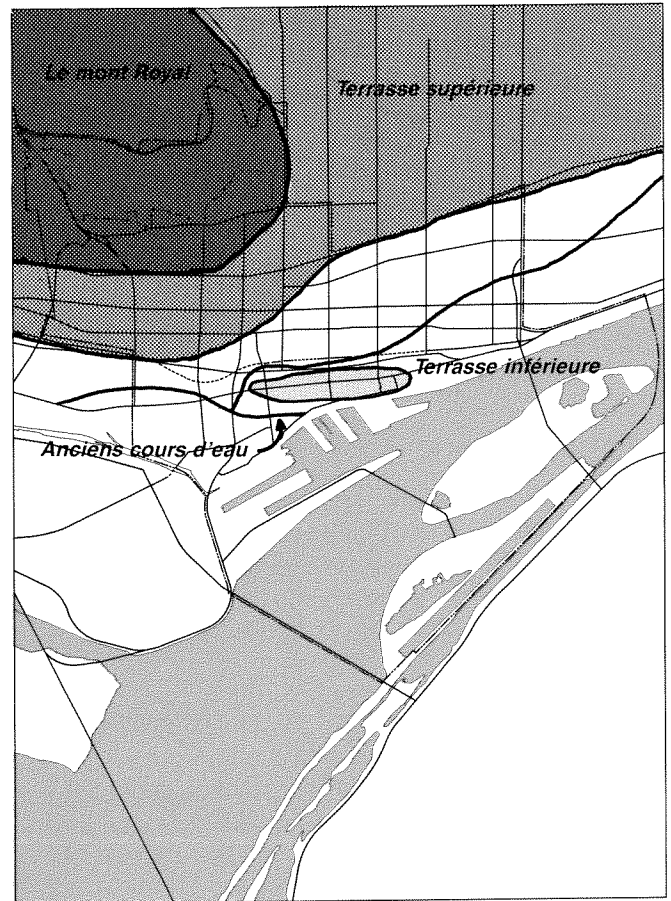 Le mont Royal
Terrasse supérieure
Terrasse inférieure
Anciens cours d'eau